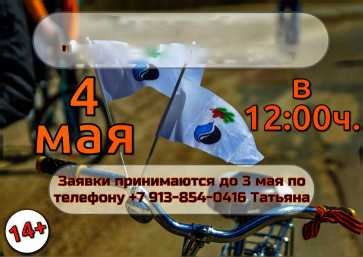 4
мая
в
12:00ч.
Заявки принимаются до 3 мая по
телефону +7 913-854-0416 Татьяна
14+